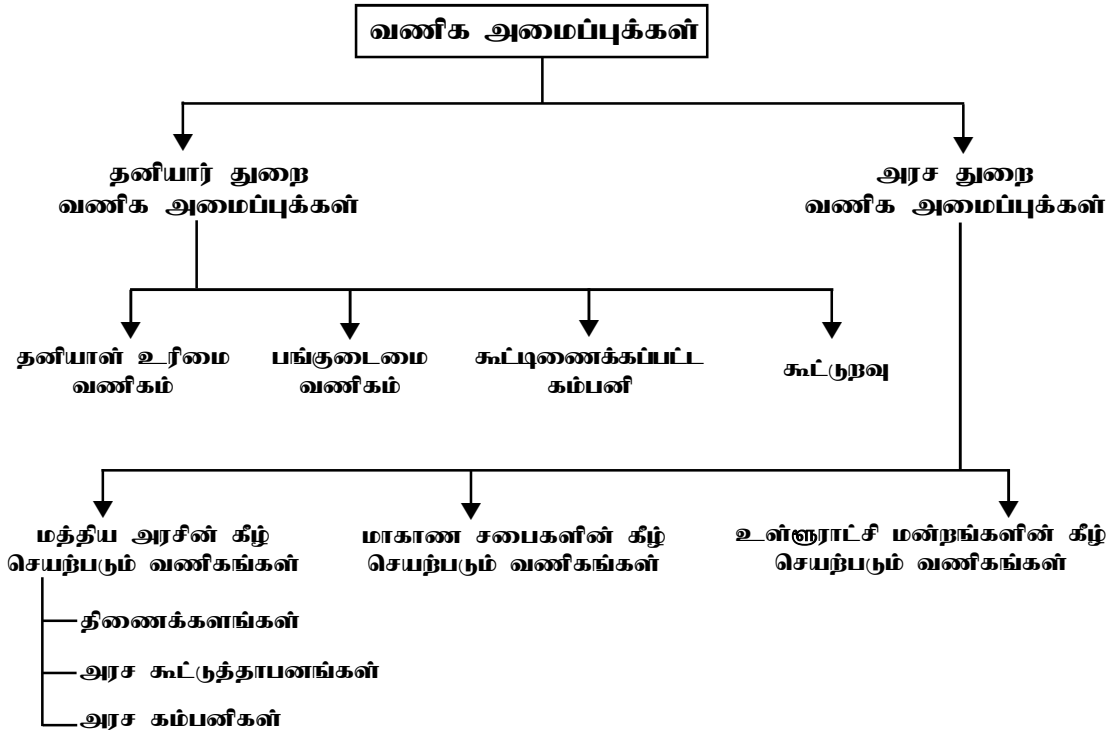 வணிக அமைப்புக்கள்
தனியார் துறை
வணிக அமைப்புக்கள்
அரச துறை
வணிக அமைப்புக்கள்
தனியாள் உரிமை
வணிகம்
பங்குடைமை
வணிகம்
கூட்டிணைக்கப்பட்ட
கம்பனி
கூட்டுறவு
மத்திய அரசின் கீழ்
செயற்படும் வணிகங்கள்
மாகாண சபைகளின் கீழ்
செயற்படும் வணிகங்கள்
உள்ளூராட்சி மன்றங்களின் கீழ்
செயற்படும் வணிகங்கள்
திணைக்களங்கள்
அரச கூட்டுத்தாபனங்கள்
அரச கம்பனிகள்